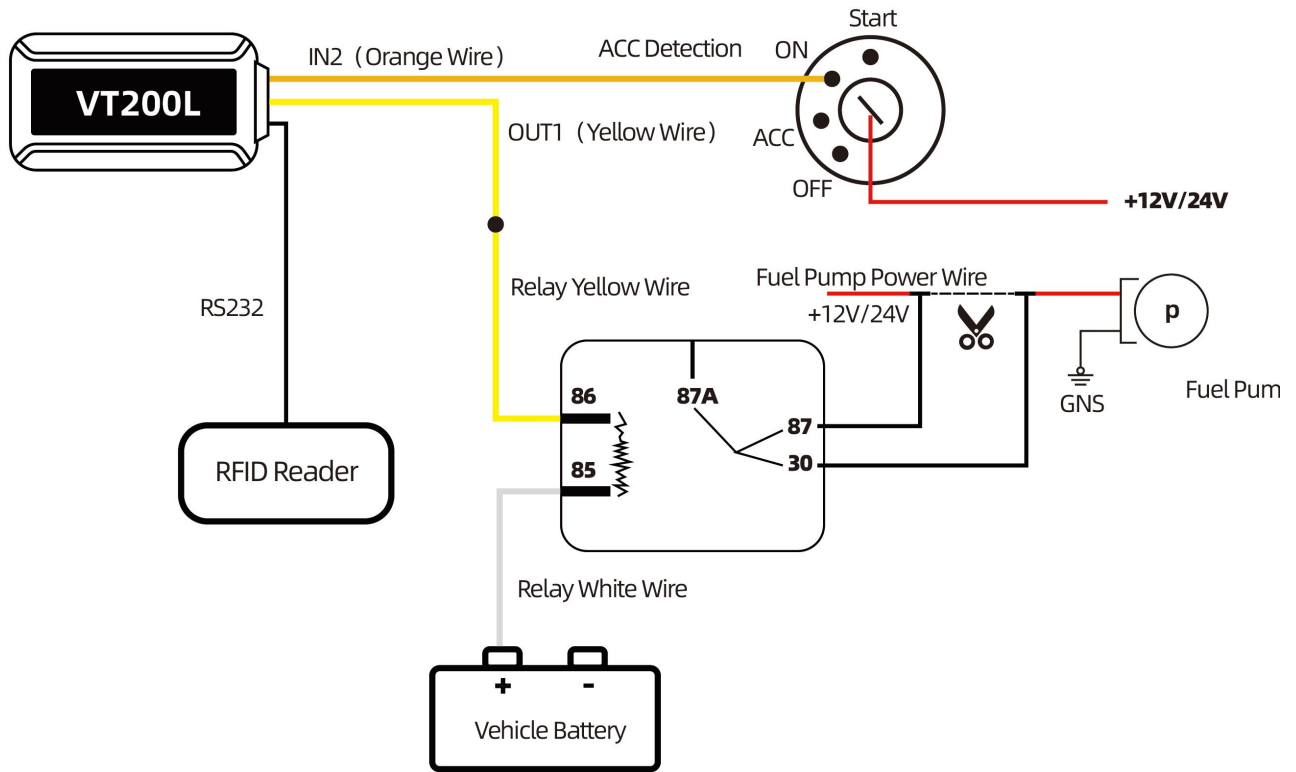 Start
IN2（Orange Wire）
ACC Detection
ON
VT200L
OUT1（Yellow Wire）
ACC
OFF
+12V/24V
Relay Yellow Wire
Fuel Pump Power Wire
+12V/24V
RS232
p
GNS
Fuel Pum
86
87A
87
30
85
RFID Reader
Relay White Wire
+ -
Vehicle Battery